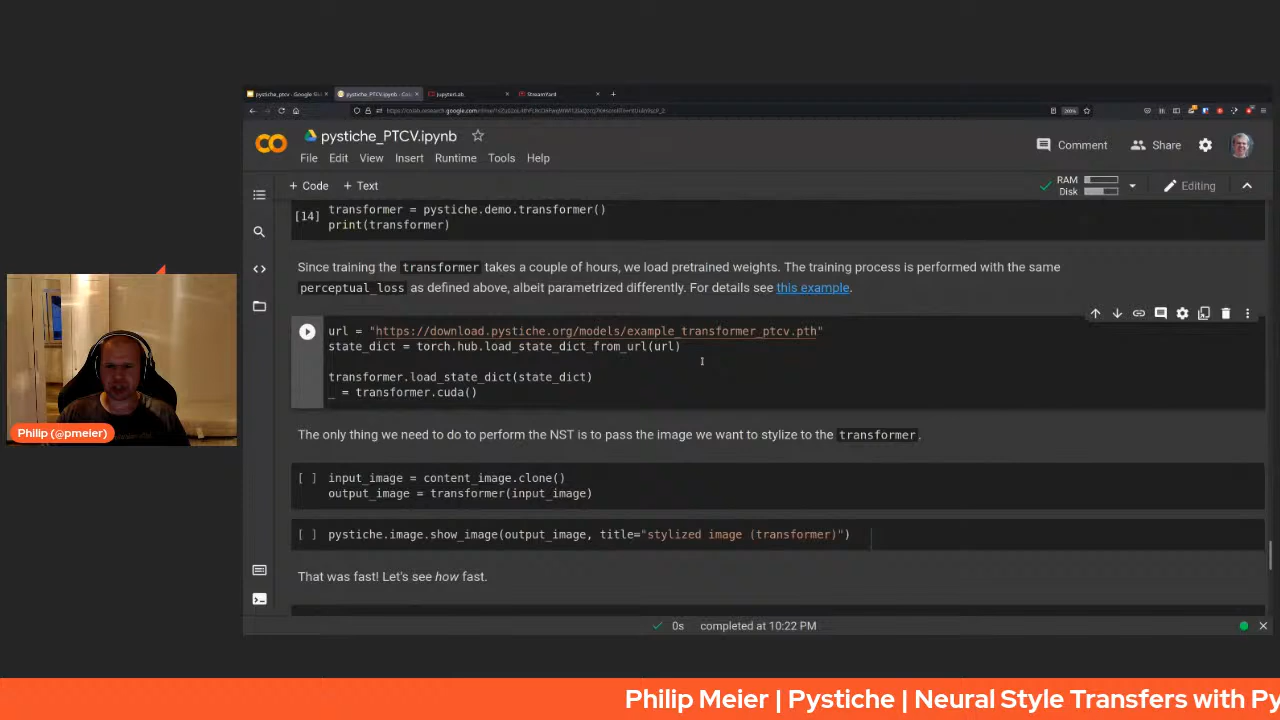 pystiche_PTCV.ipynb
JupyterLab
StreamYard
pystiche_PTCV.ipynb
Comment
Share
File Edit View Insert Runtime Tools Help
+ Code + Text
RAM
Disk
Editing
[14] transformer = pystiche.demo.transformer()
print(transformer)
Since training the transformer takes a couple of hours, we load pretrained weights. The training process is performed with the same
perceptual_loss as defined above, albeit parametrized differently. For details see this example.
url = "https://download.pystiche.org/models/example_transformer_ptcv.pth"
state_dict = torch.hub.load_state_dict_from_url(url)
transformer.load_state_dict(state_dict)
_ = transformer.cuda()
The only thing we need to do to perform the NST is to pass the image we want to stylize to the transformer.
[ ] input_image = content_image.clone()
output_image = transformer(input_image)
[ ] pystiche.image.show_image(output_image, title="stylized image (transformer)")
That was fast! Let's see how fast.
0s completed at 10:22 PM
Philip (@pmeier)
Philip Meier | Pystiche | Neural Style Transfers with Py